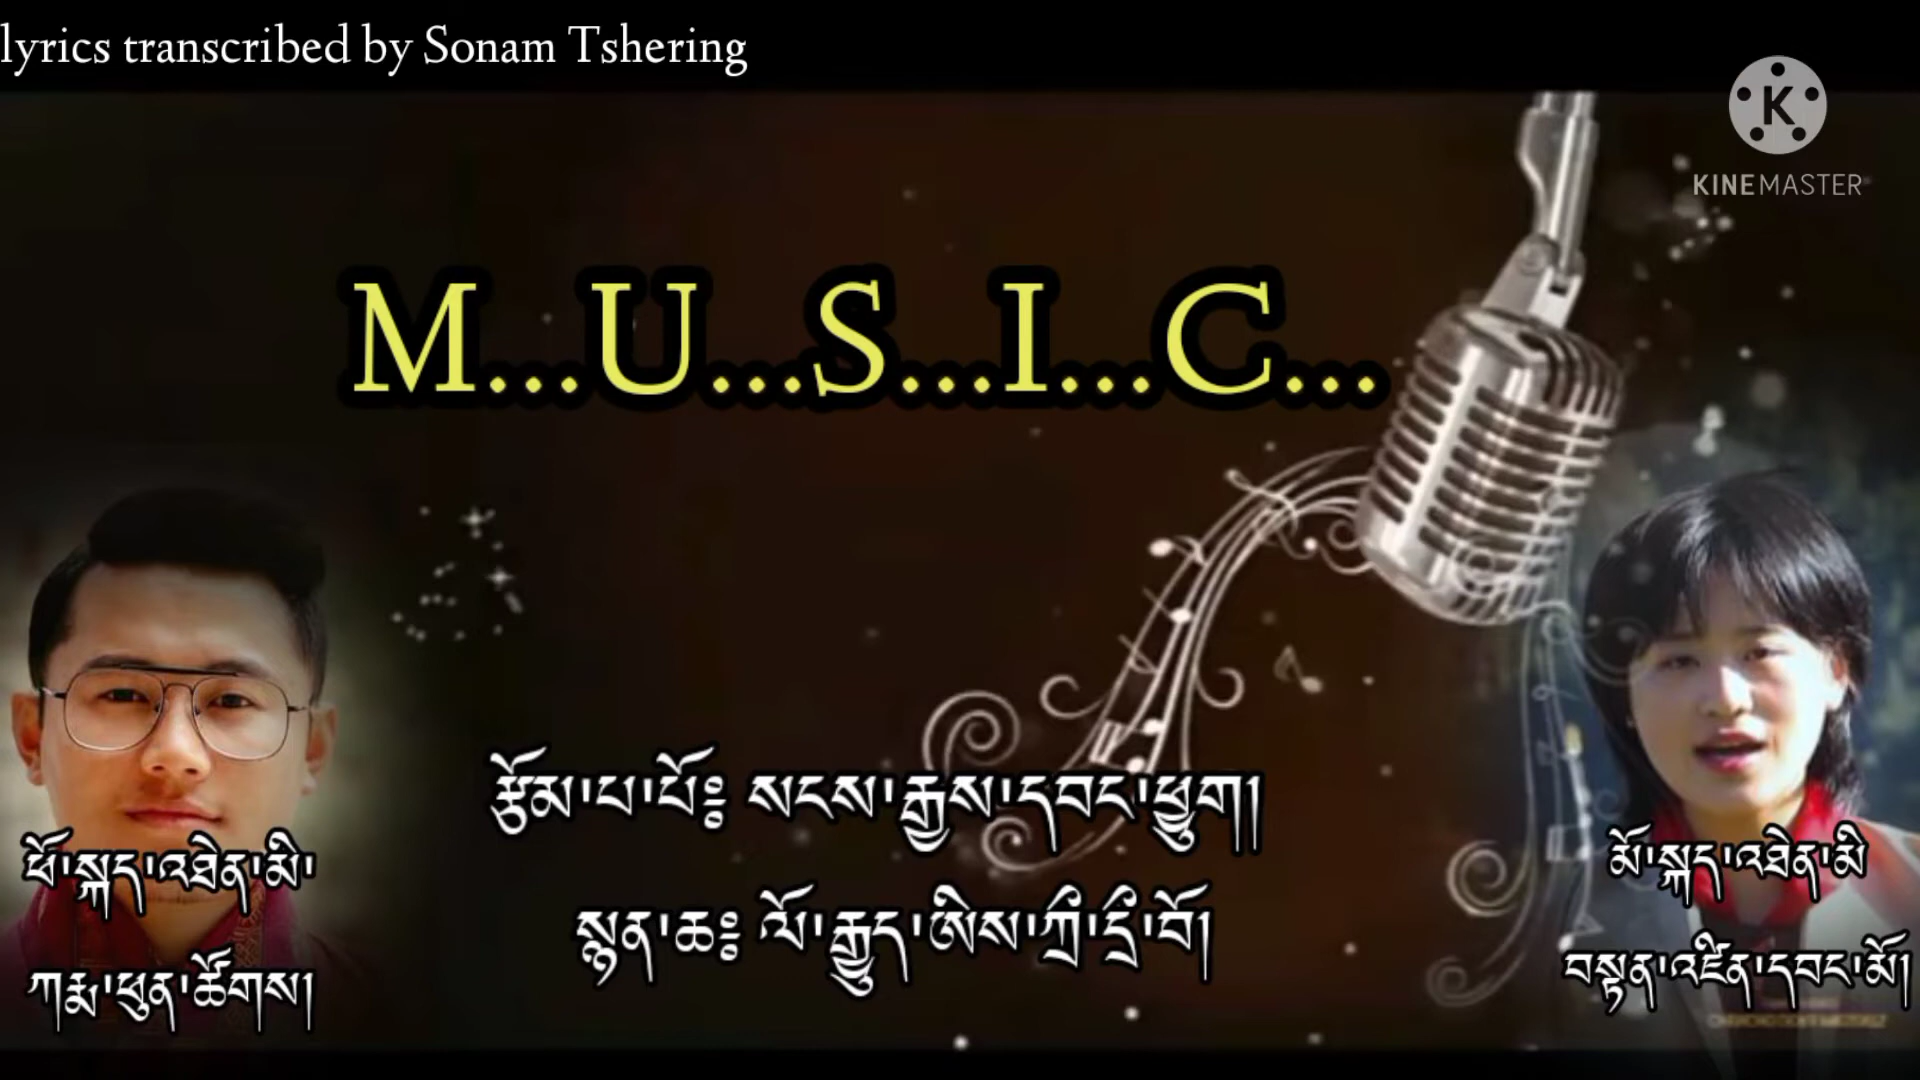 lyrics transcribed by Sonam Tshering
KINEMASTER
M...U...S...I...C...
རྩོམ་པ་པོ༔ སངས་རྒྱས་དབང་ཕྱུག།
སྙན་ཆ༔ ལོ་རྒྱུད་ཨིས་ཀྲི་དྲི་བོ།
ཕོ་སྐད་འཐེན་མི་
ཀརྨ་ཕུན་ཚོགས།
མོ་སྐད་འཐེན་མི
བསྟན་འཛིན་དབང་མོ།